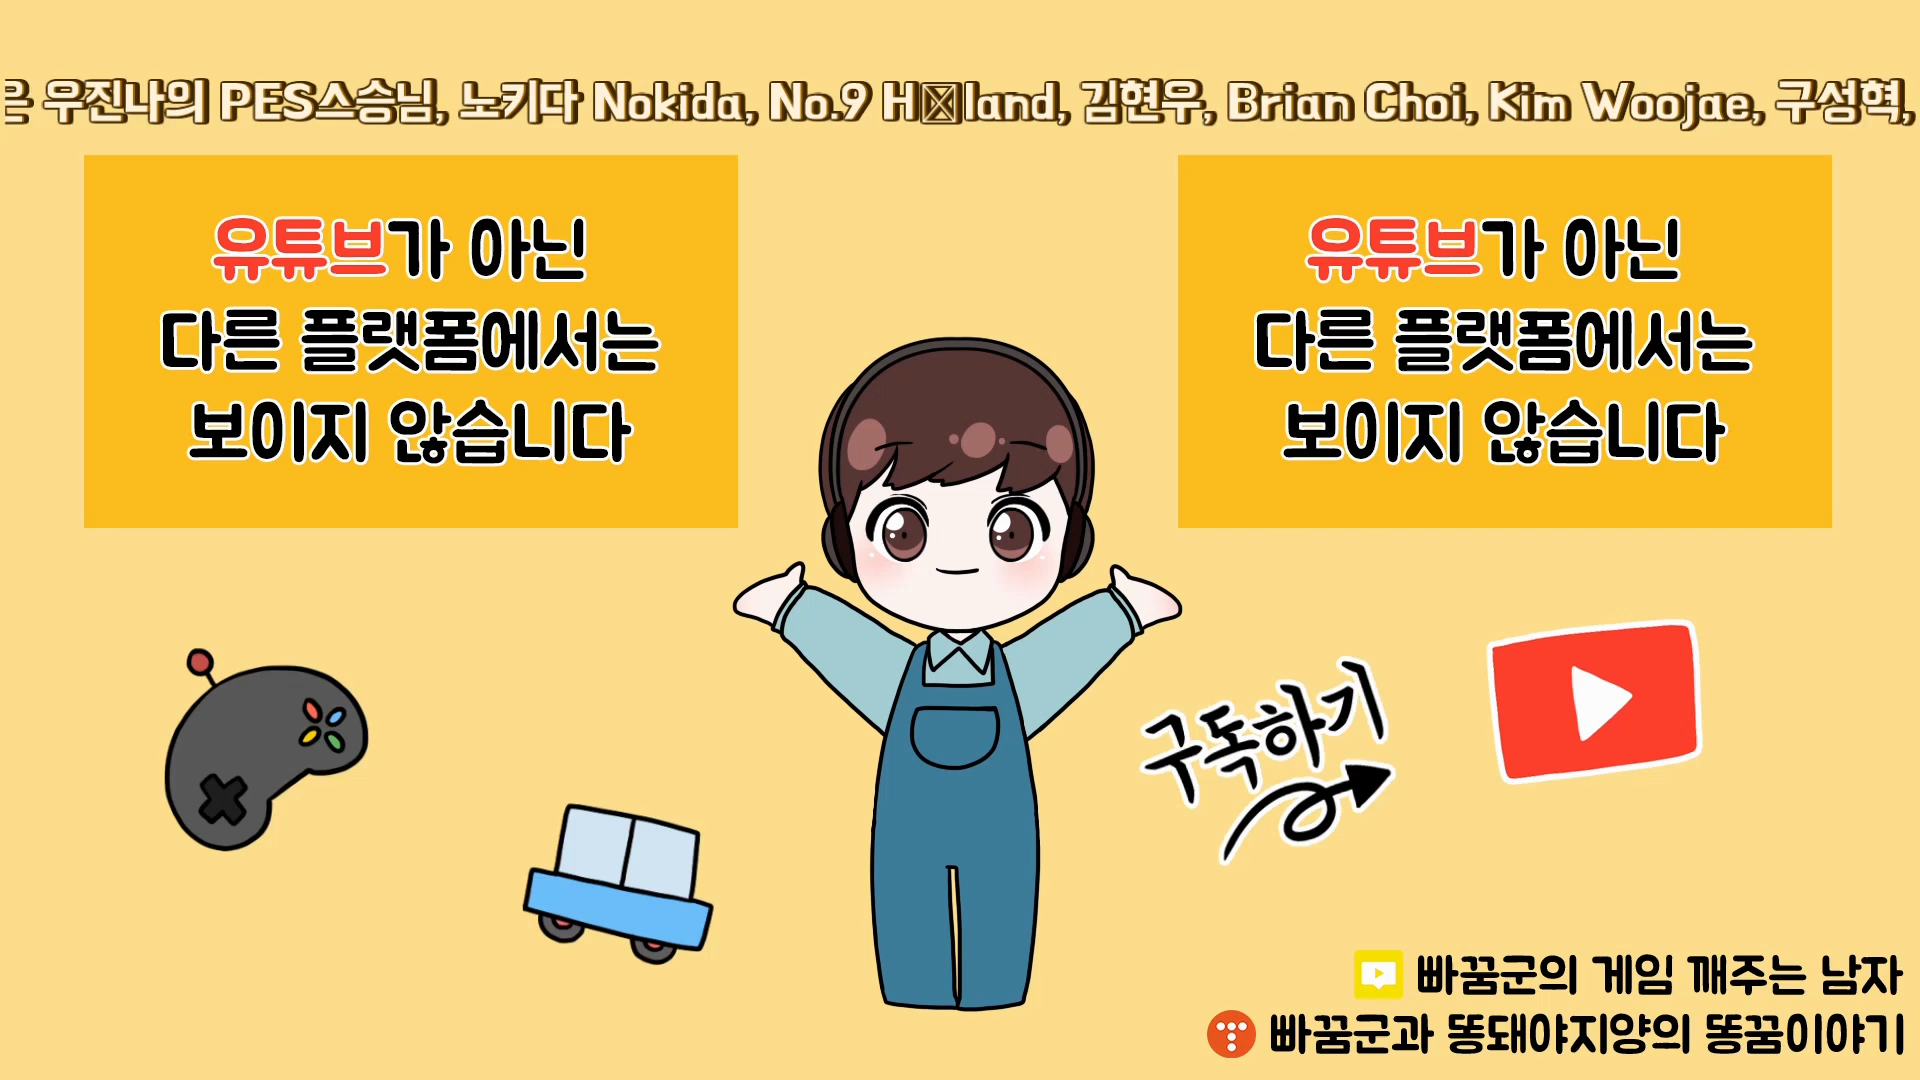 은 우진나의 PES스승님, 노키다 Nokida, No.9 H☒land, 김현우, Brian Choi, Kim Woojae, 구성혁,
유튜브가 아닌
다른 플랫폼에서는
보이지 않습니다
유튜브가 아닌
다른 플랫폼에서는
보이지 않습니다
구독하기
빠꿈군의 게임 깨주는 남자
빠꿈군과 똥돼야지양의 똥꿈이야기